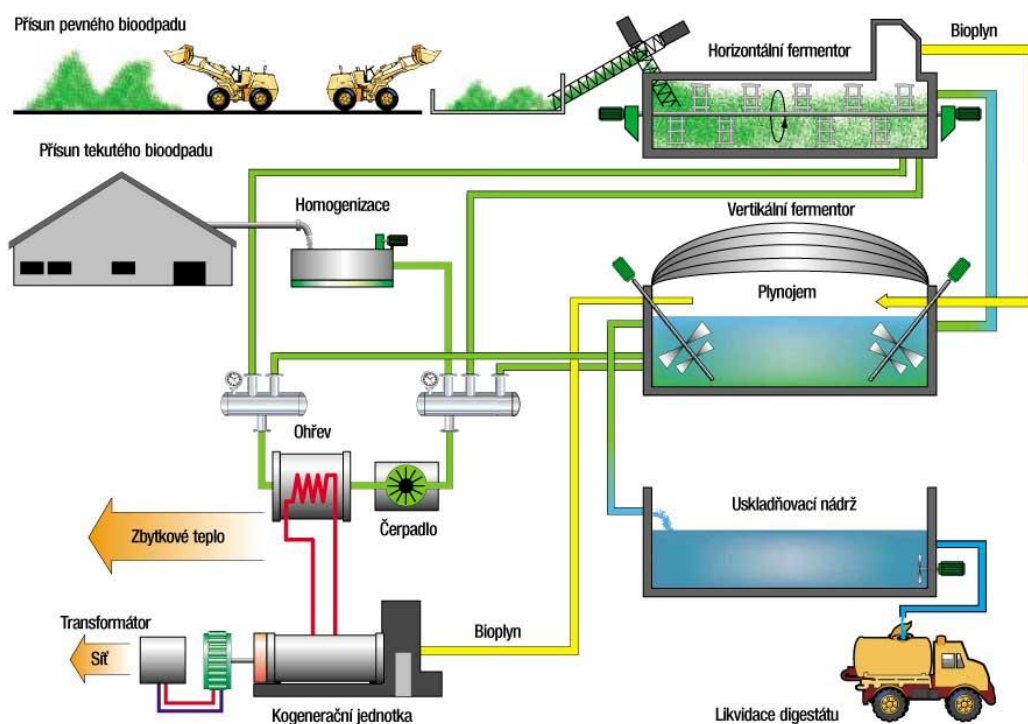 Přísun pevného bioodpadu
Horizontální fermentor
Bioplyn
Přísun tekutého bioodpadu
Homogenizace
Vertikální fermentor
Plynojem
Ohřev
Čerpadlo
Zbytkové teplo
Uskladňovací nádrž
Transformátor
Síť
Bioplyn
Kogenerační jednotka
Likvidace digestátu